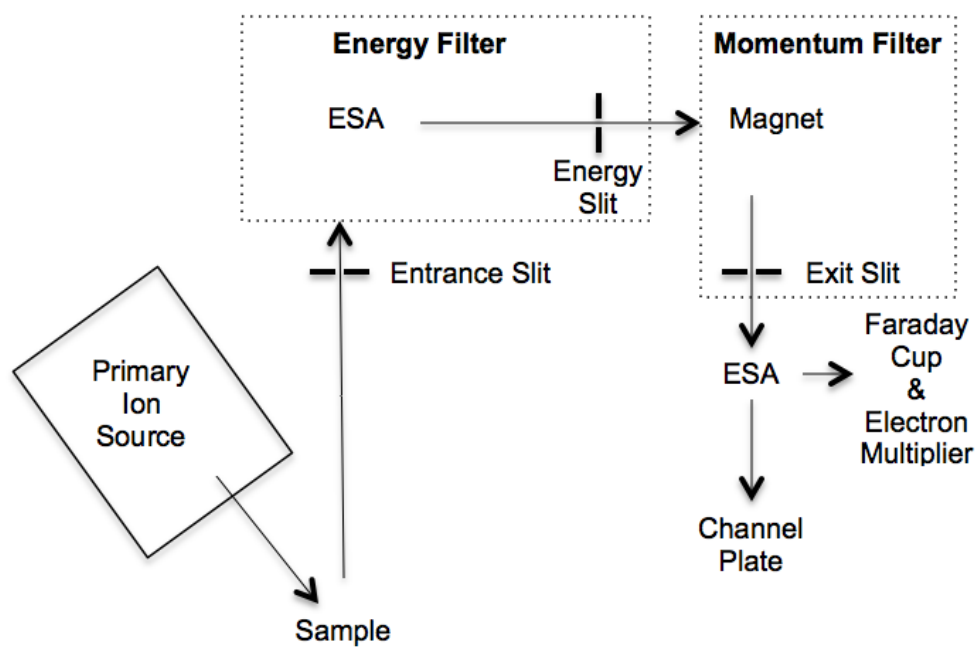 Energy Filter
Momentum Filter
ESA
Magnet
Energy
Slit
Entrance Slit
Exit Slit
Primary
Ion
Source
Faraday
Cup
&
Electron
Multiplier
ESA
Channel
Plate
Sample